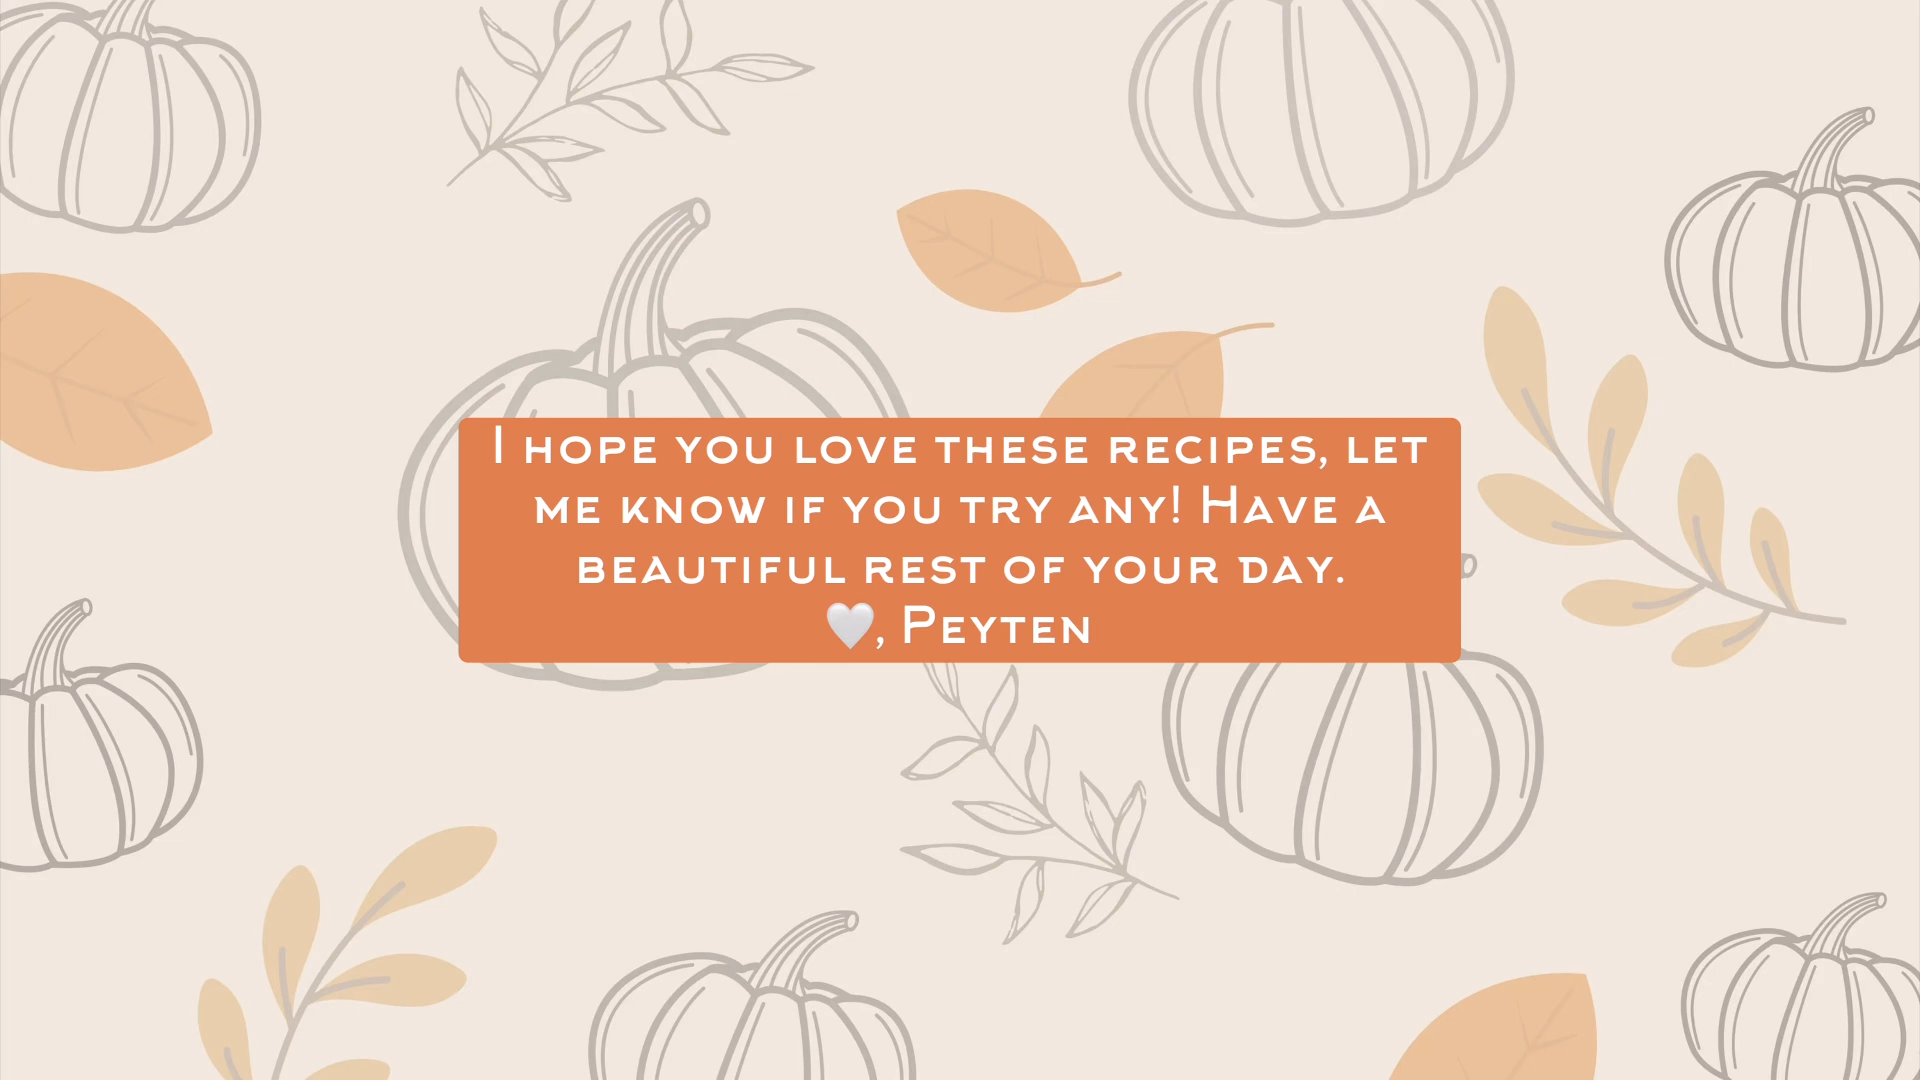 I hope you love these recipes, let
me know if you try any! Have a
beautiful rest of your day.
🤍, Peyten